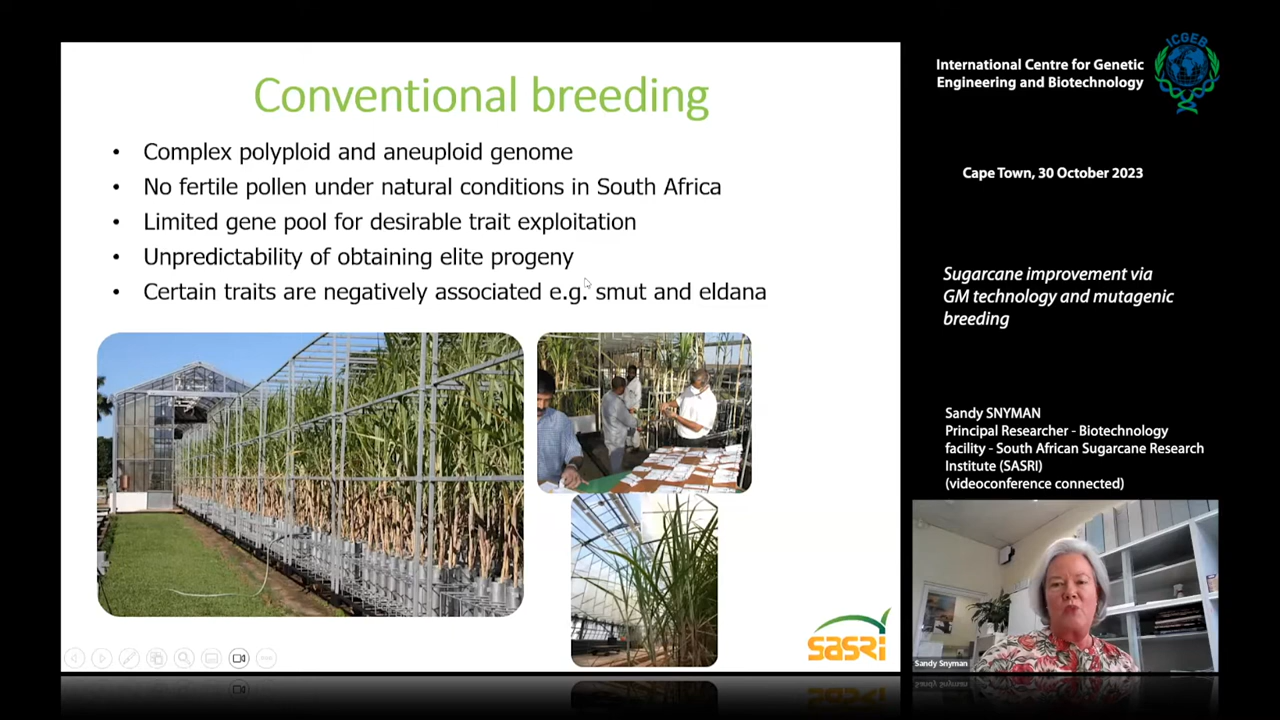 Conventional breeding
• Complex polyploid and aneuploid genome
• No fertile pollen under natural conditions in South Africa
• Limited gene pool for desirable trait exploitation
• Unpredictability of obtaining elite progeny
• Certain traits are negatively associated e.g. smut and eldana
SASRI
International Centre for Genetic
Engineering and Biotechnology
ICGEB
Cape Town, 30 October 2023
Sugarcane improvement via
GM technology and mutagenic
breeding
Sandy SNYMAN
Principal Researcher - Biotechnology
facility - South African Sugarcane Research
Institute (SASRI)
(videoconference connected)
Sandy Snyman